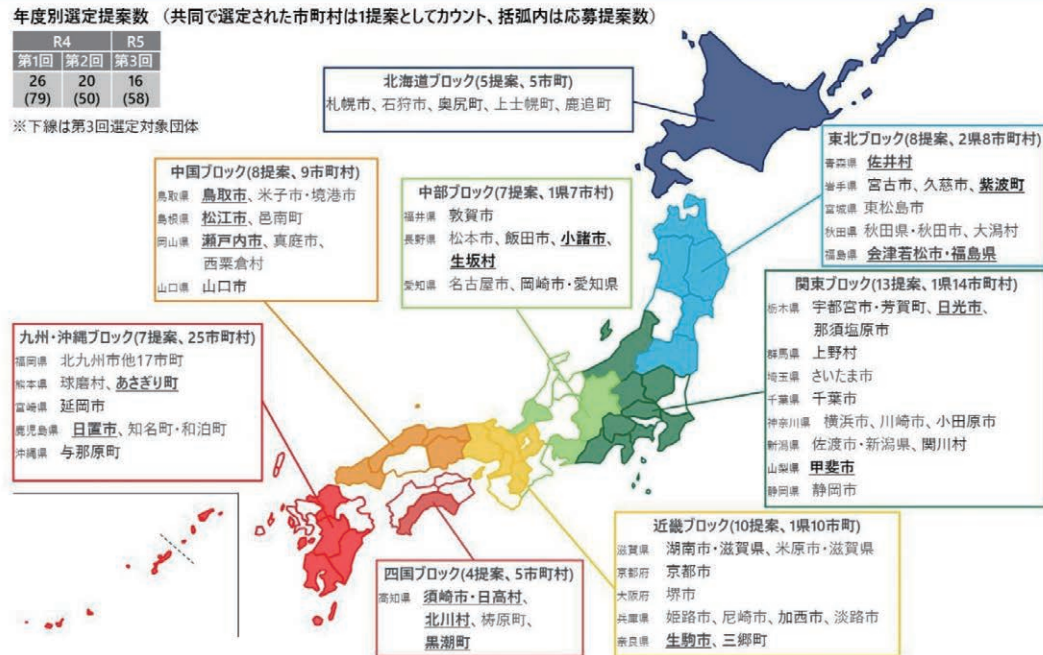 年度別選定提案数 (共同で選定された市町村は1提案としてカウント、括弧内は応募提案数)
R4 R5
第1回 第2回 第3回
26 20 16
(79) (50) (58)
※下線は第3回選定対象団体
北海道ブロック(5提案、5市町)
札幌市、石狩市、奥尻町、上士幌町、鹿追町
東北ブロック(8提案、2県8市町村)
青森県 佐井村
岩手県 宮古市、久慈市、紫波町
宮城県 東松島市
秋田県 秋田県・秋田市、大潟村
福島県 会津若松市・福島県
中国ブロック(8提案、9市町村)
鳥取県 鳥取市、米子市・境港市
島根県 松江市、邑南町
岡山県 瀬戸内市、真庭市、
西粟倉村
山口県 山口市
中部ブロック(7提案、1県7市村)
福井県 敦賀市
長野県 松本市、飯田市、小諸市、
生坂村
愛知県 名古屋市、岡崎市・愛知県
関東ブロック(13提案、1県14市町村)
栃木県 宇都宮市・芳賀町、日光市、
那須塩原市
群馬県 上野村
埼玉県 さいたま市
千葉県 千葉市
神奈川県 横浜市、川崎市、小田原市
新潟県 佐渡市・新潟県、関川村
山梨県 甲斐市
静岡県 静岡市
九州・沖縄ブロック(7提案、25市町村)
福岡県 北九州市他17市町
熊本県 球磨村、あさぎり町
宮崎県 延岡市
鹿児島県 日置市、知名町・和泊町
沖縄県 与那原町
四国ブロック(4提案、5市町村)
高知県 須崎市・日高村、
北川村、梼原町、
黒潮町
近畿ブロック(10提案、1県10市町)
滋賀県 湖南市・滋賀県、米原市・滋賀県
京都府 京都市
大阪府 堺市
兵庫県 姫路市、尼崎市、加西市、淡路市
奈良県 生駒市、三郷町